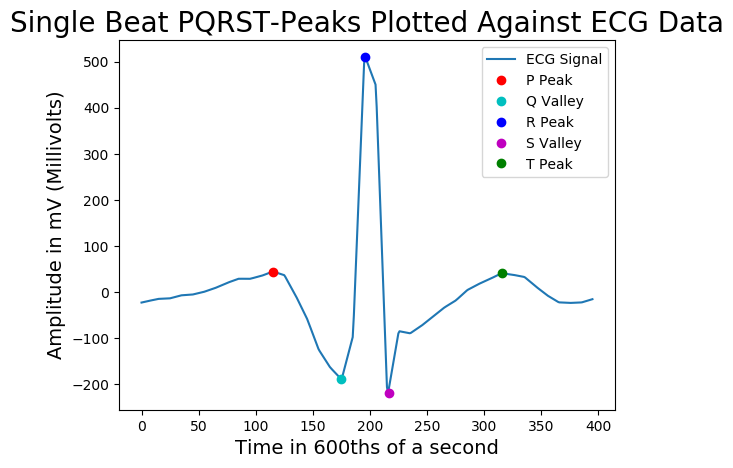 Single Beat PQRST-Peaks Plotted Against ECG Data
Amplitude in mV (Millivolts)
500
400
300
200
100
0
−100
−200
ECG Signal
P Peak
Q Valley
R Peak
S Valley
T Peak
0 50 100 150 200 250 300 350 400
Time in 600ths of a second